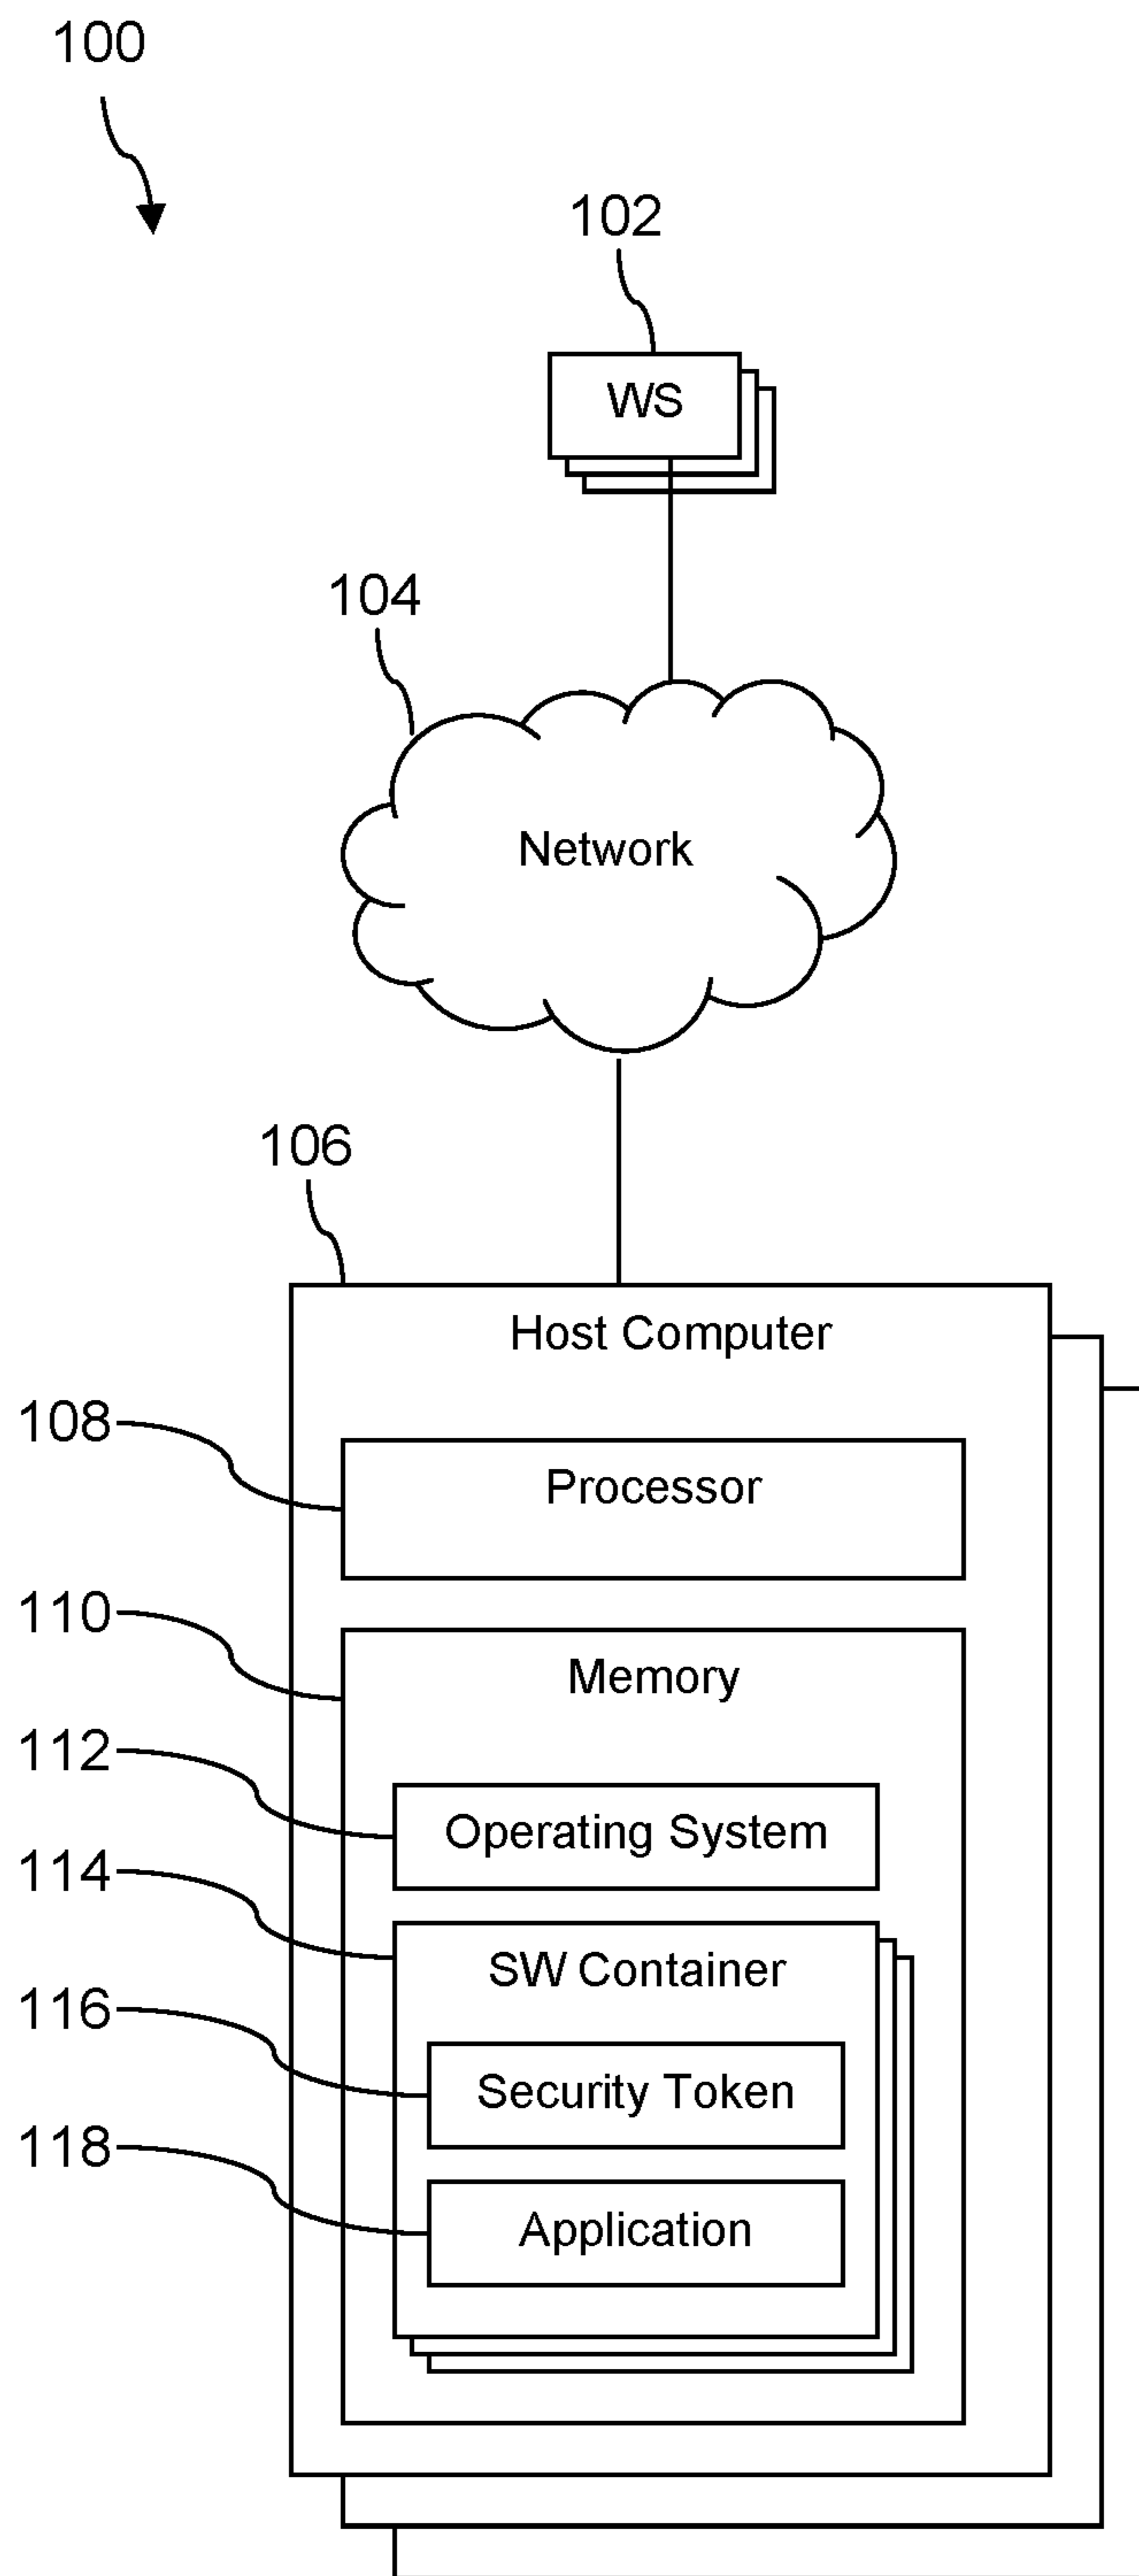 100
102
WS
104
Network
106
Host Computer
108
Processor
110
Memory
112
Operating System
114
SW Container
116
Security Token
118
Application